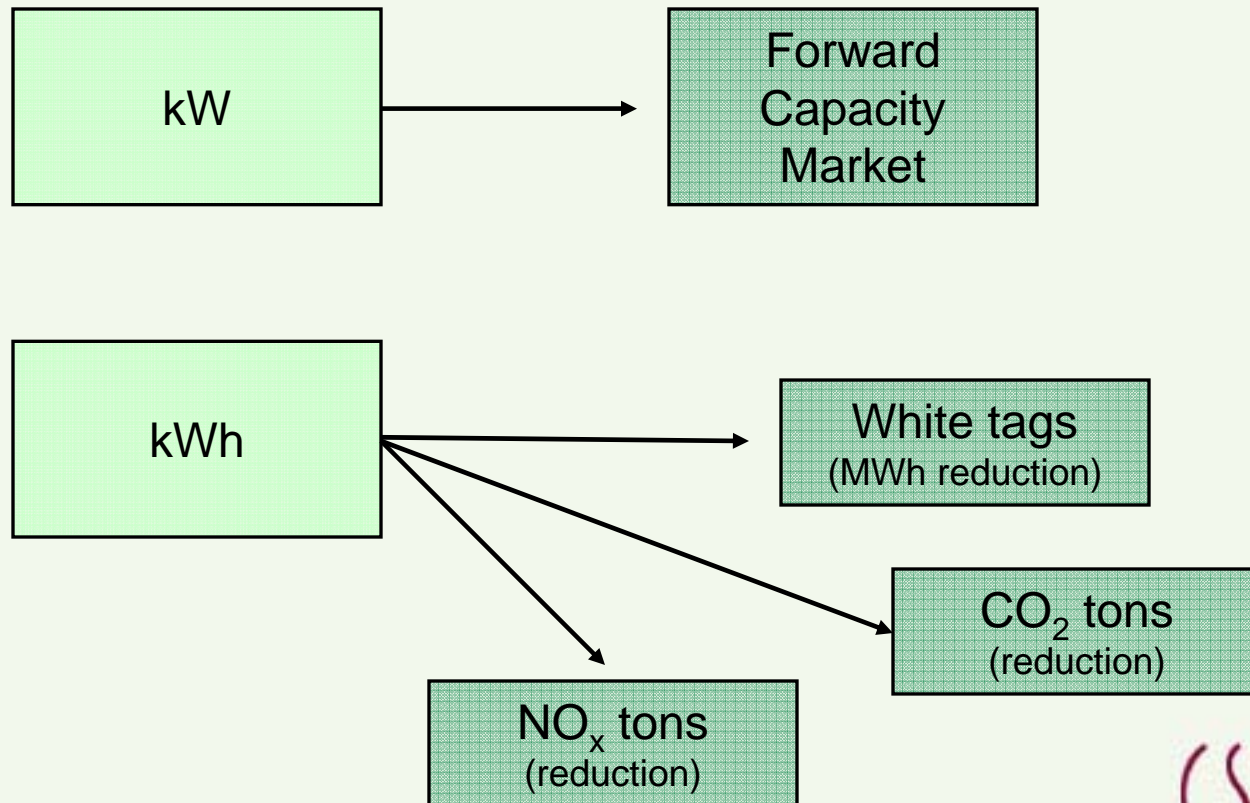 kW
Forward
Capacity
Market
kWh
White tags
(MWh reduction)
CO₂ tons
(reduction)
NOₓ tons
(reduction)